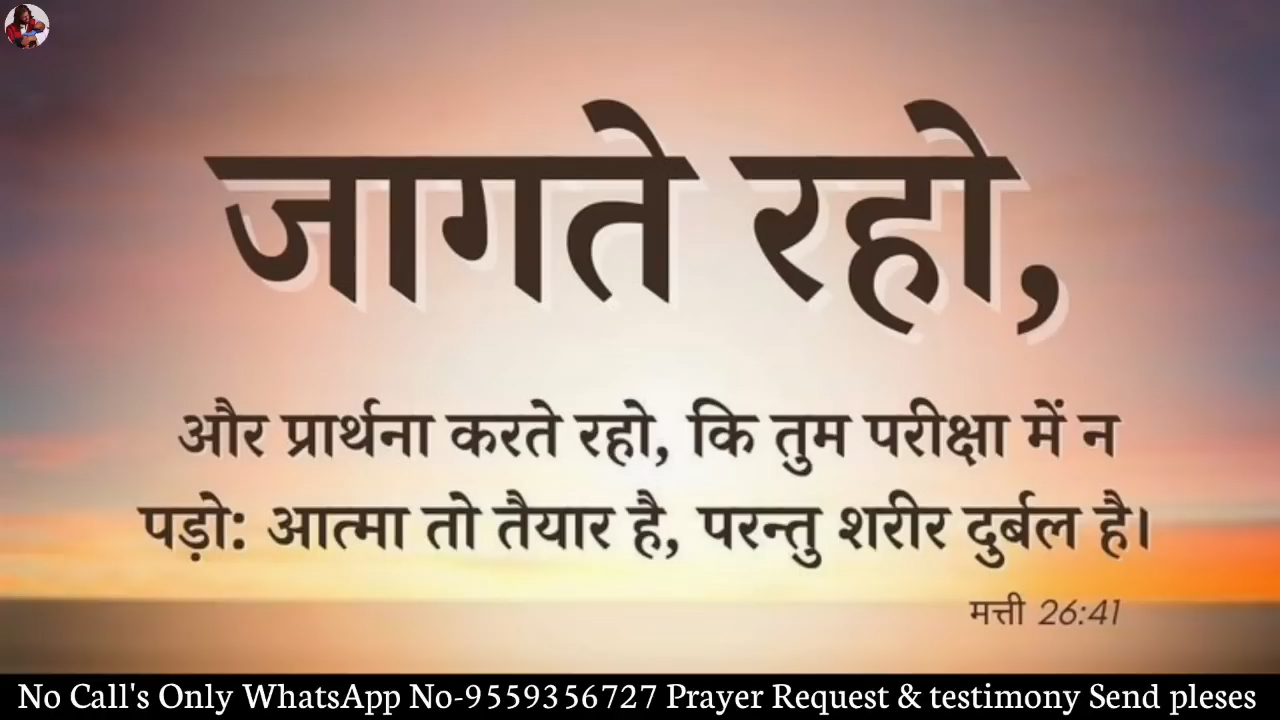 जागते रहो,
और प्रार्थना करते रहो, कि तुम परीक्षा में न
पड़ो: आत्मा तो तैयार है, परन्तु शरीर दुर्बल है।
मत्ती 26:41
No Call's Only WhatsApp No-9559356727 Prayer Request & testimony Send pleses